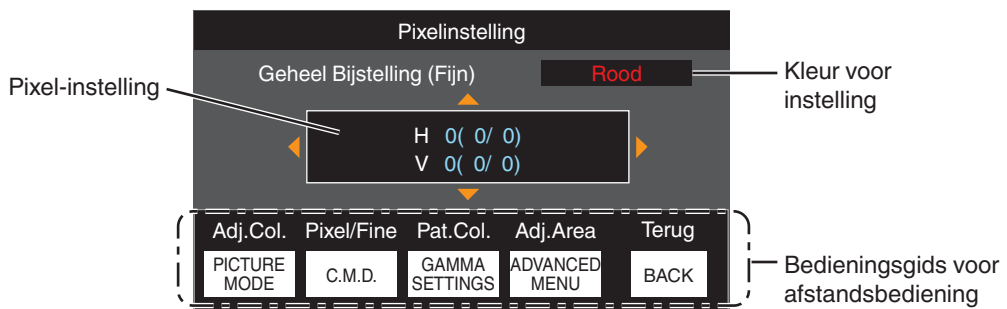 Pixelinstelling
Geheel Bijstelling (Fijn) Rood
Pixel-instelling
Kleur voor
instelling
H 0( 0/ 0)
V 0( 0/ 0)
Adj.Col. Pixel/Fine Pat.Col. Adj.Area Terug
PICTURE
MODE
C.M.D.
GAMMA
SETTINGS
ADVANCED
MENU
BACK
Bedieningsgids voor
afstandsbediening